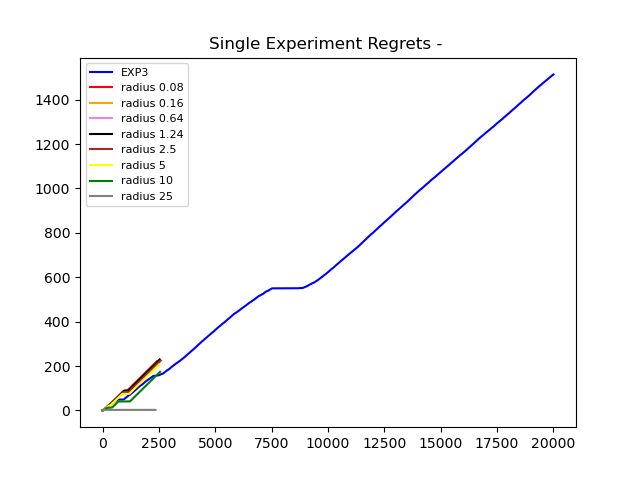 Single Experiment Regrets -
EXP3
radius 0.08
radius 0.16
radius 0.64
radius 1.24
radius 2.5
radius 5
radius 10
radius 25
1400
1200
1000
800
600
400
200
0
0 2500 5000 7500 10000 12500 15000 17500 20000